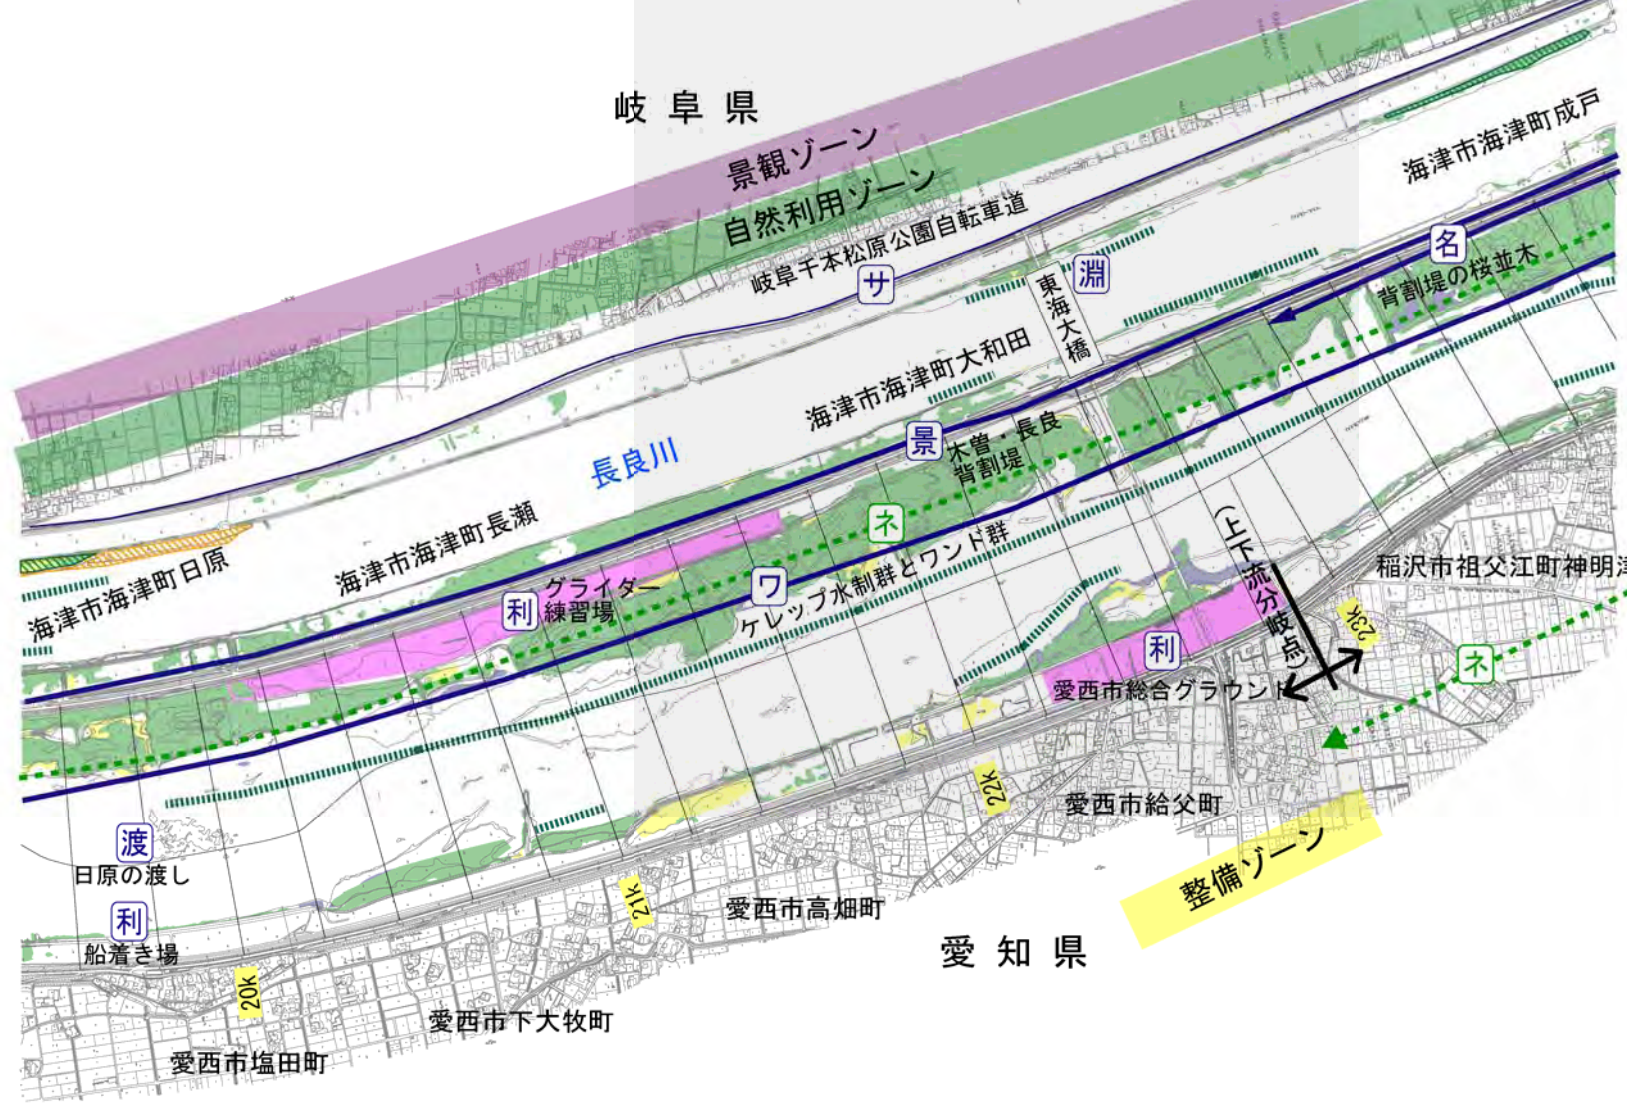 岐阜県
景観ゾーン
自然利用ゾーン
岐阜千本松原公園自転車道
サ
淵
東海大橋
海津市海津町成戸
名
背割堤の桜並木
海津市海津町大和田
景
木曽・長良
背割堤
長良川
海津市海津町長瀬
海津市海津町日原
グライダー
練習場
利
ネ
ワ
ケレップ水制群とワンド群
(上下流分岐点)
稲沢市祖父江町神明津
23k
ネ
利
愛西市総合グラウンド
22k
愛西市給父町
整備ゾーン
渡
日原の渡し
利
船着き場
21k
愛西市高畑町
愛知県
20k
愛西市下大牧町
愛西市塩田町